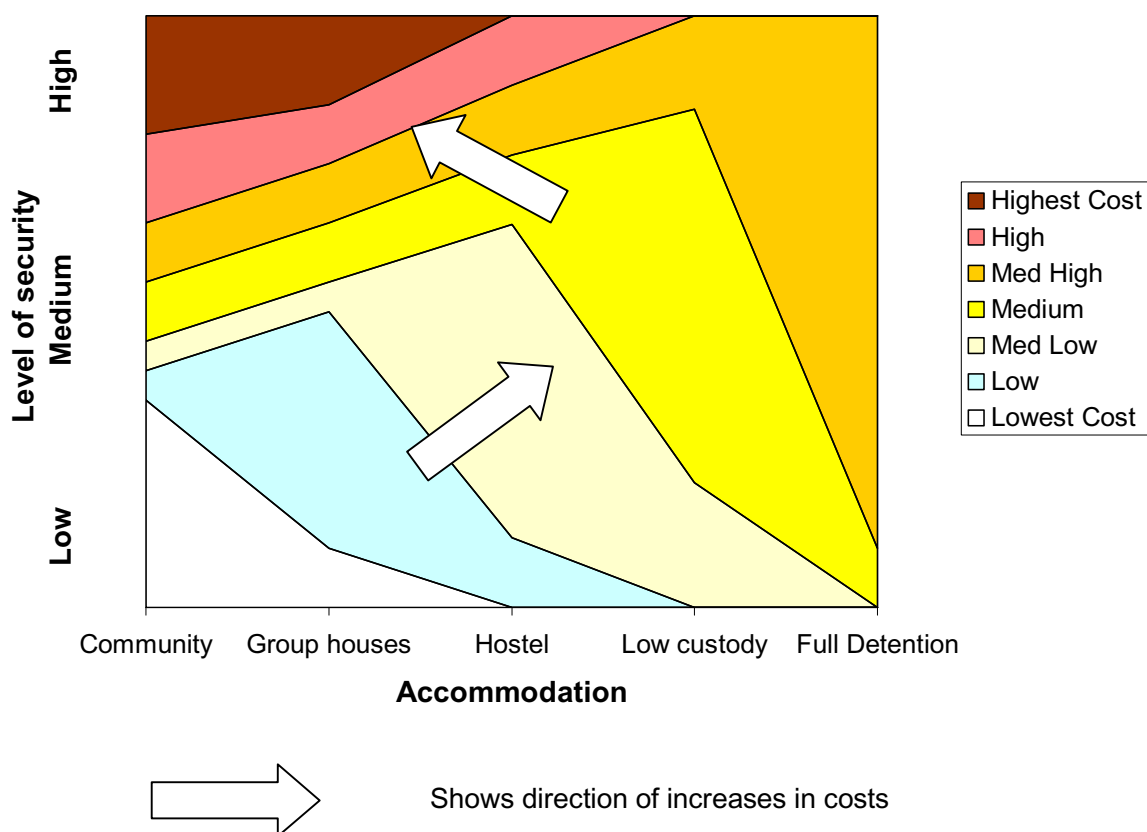 High
Medium
Low
Level of security
Highest Cost
High
Med High
Medium
Med Low
Low
Lowest Cost
Community Group houses Hostel Low custody Full Detention
Accommodation
Shows direction of increases in costs